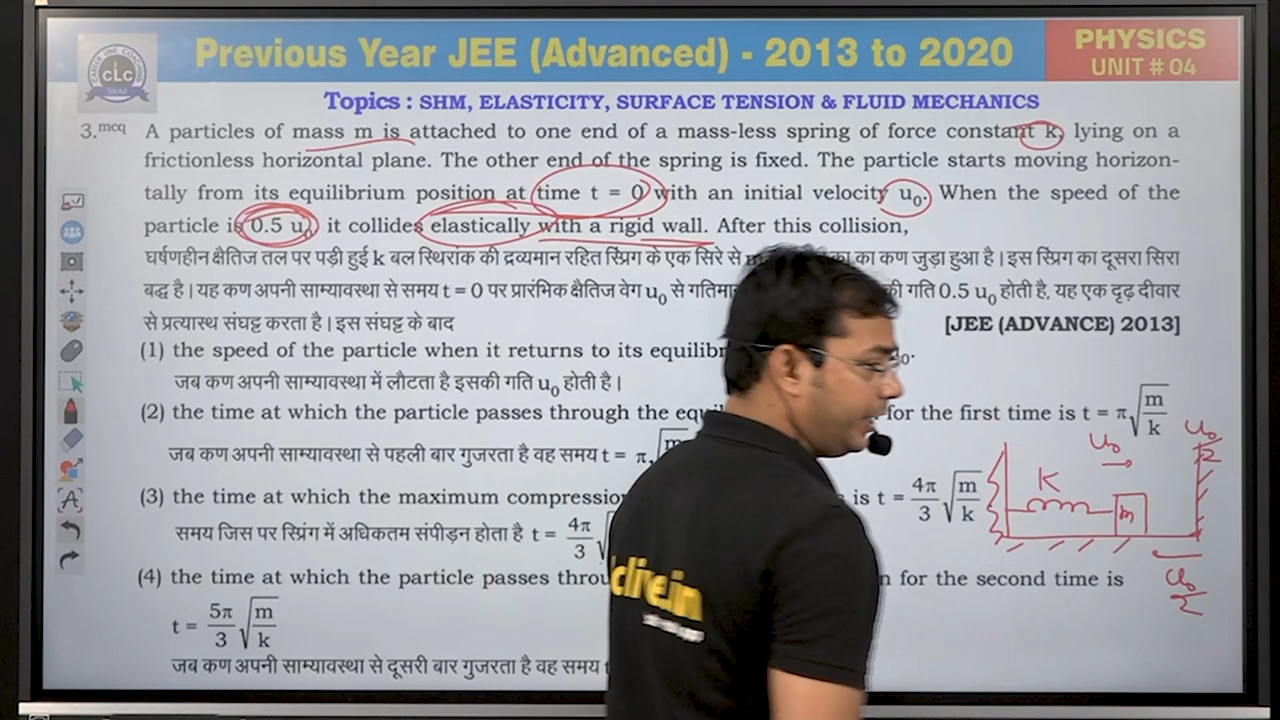 Previous Year JEE (Advanced) - 2013 to 2020
PHYSICS
UNIT # 04
CLC
SIKAR
Topics : SHM, ELASTICITY, SURFACE TENSION & FLUID MECHANICS
3.mcq A particles of mass m is attached to one end of a mass-less spring of force constant k, lying on a
frictionless horizontal plane. The other end of the spring is fixed. The particle starts moving horizon-
tally from its equilibrium position at time t = 0 with an initial velocity u₀. When the speed of the
particle is 0.5 u it collides elastically with a rigid wall. After this collision,
घर्षणहीन क्षैतिज तल पर पड़ी हुई k बल स्थिरांक की द्रव्यमान रहित स्प्रिंग के एक सिरे से का कण जुड़ा हुआ है। इस स्प्रिंग का दूसरा सिरा
बद्ध है। यह कण अपनी साम्यावस्था से समय t = 0 पर प्रारंभिक क्षैतिज वेग u₀ से की गति 0.5 u₀ होती है, यह एक दृढ़ दीवार
से प्रत्यास्थ संघट्ट करता है। इस संघट्ट के बाद
[JEE (ADVANCE) 2013]
(1) the speed of the particle when it returns to its
जब कण अपनी साम्यावस्था में लौटता है इसकी गति u₀ होती है।
(2) the time at which the particle passes through the for the first time is t = π√(m/k)
जब कण अपनी साम्यावस्था से पहली बार गुजरता है वह समय t = π
(3) the time at which the maximum is t = 4π/3 √(m/k)
समय जिस पर स्प्रिंग में अधिकतम संपीड़न होता है t = 4π/3
(4) the time at which the particle passes for the second time is
t = 5π/3 √(m/k)
जब कण अपनी साम्यावस्था से दूसरी बार गुजरता है वह समय
K
m
u₀
u₀/2
u₀/2